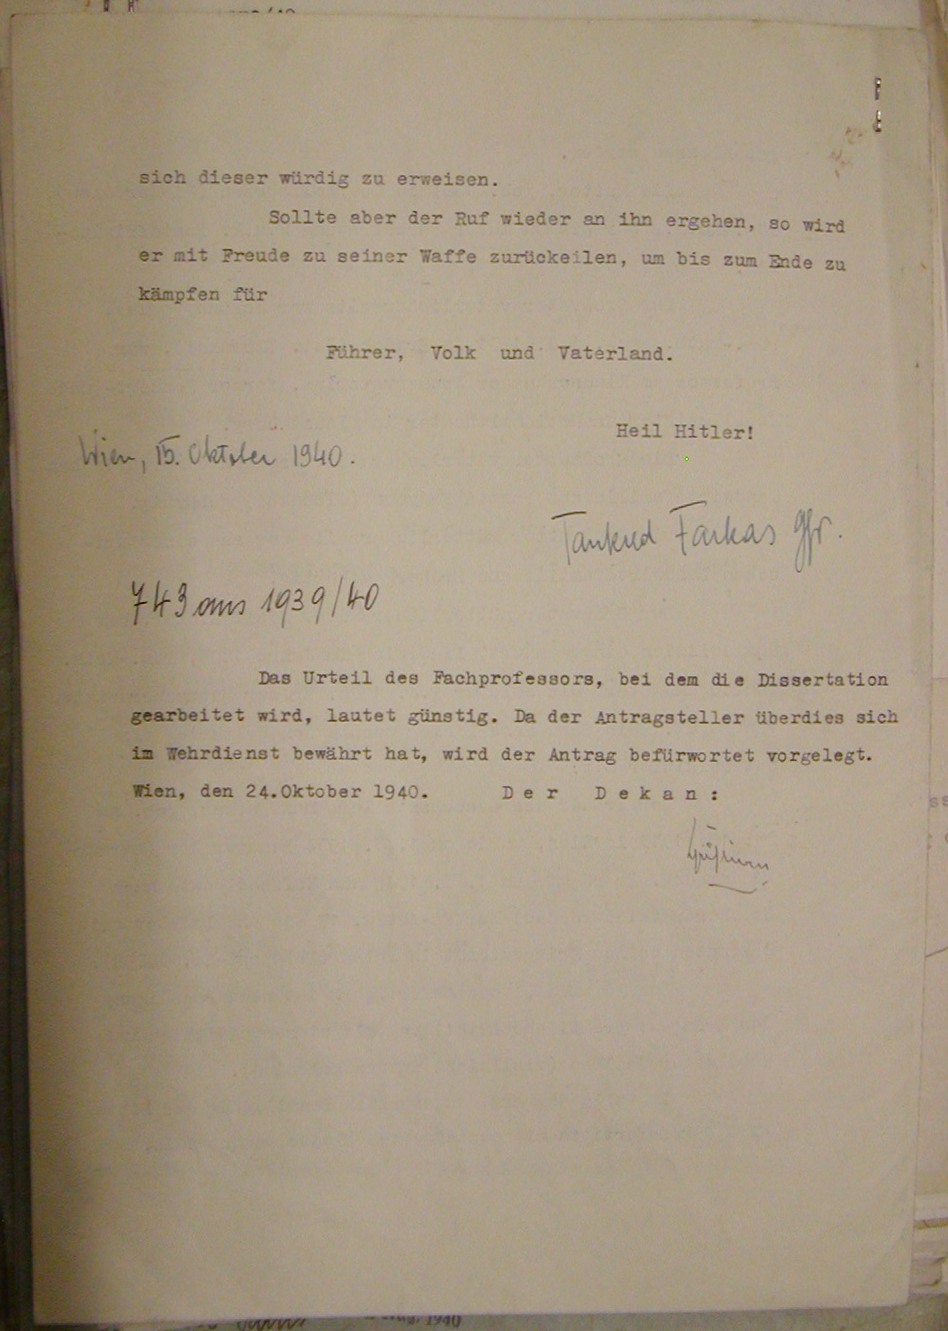 sich dieser würdig zu erweisen.
Sollte aber der Ruf wieder an ihn ergehen, so wird
er mit Freude zu seiner Waffe zurückeilen, um bis zum Ende zu
kämpfen für
Führer, Volk und Vaterland.
Heil Hitler!
Wien, 15. Oktober 1940.
Tankred Farkas Gfr.
743 aus 1939/40
Das Urteil des Fachprofessors, bei dem die Dissertation
gearbeitet wird, lautet günstig. Da der Antragsteller überdies sich
im Wehrdienst bewährt hat, wird der Antrag befürwortet vorgelegt.
Wien, den 24.Oktober 1940. Der Dekan:
1940